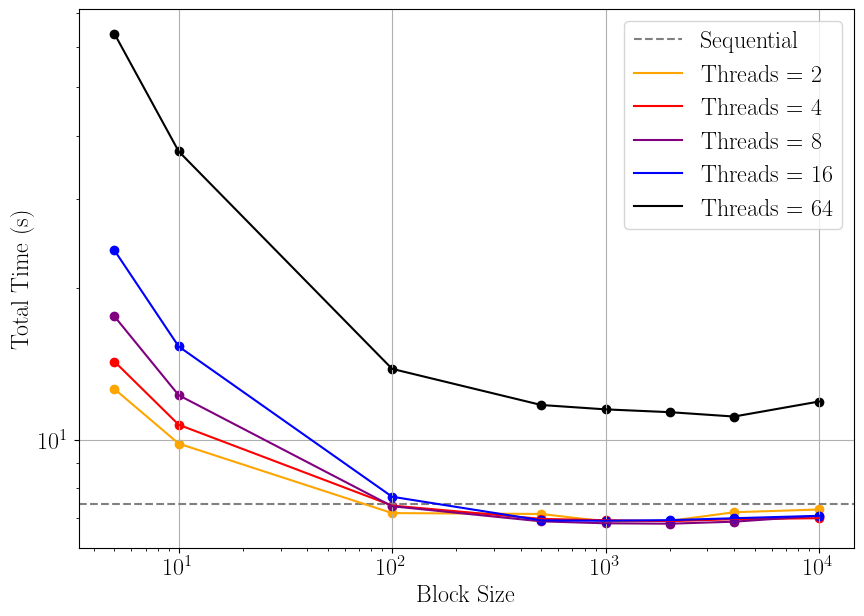 Sequential
Threads = 2
Threads = 4
Threads = 8
Threads = 16
Threads = 64
Total Time (s)
10^1
10^1 10^2 10^3 10^4
Block Size